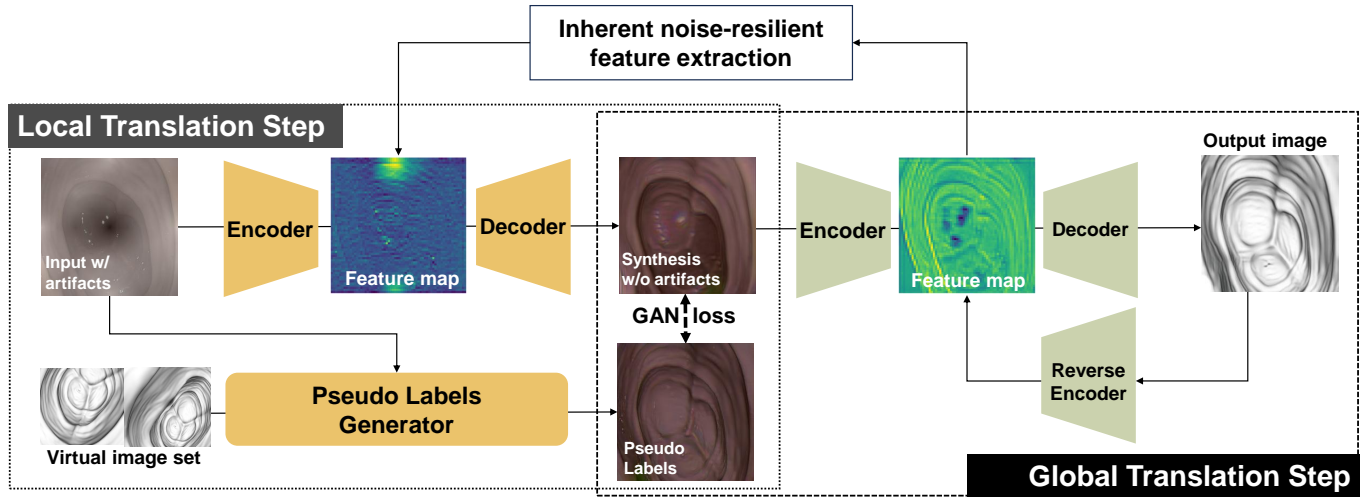 Inherent noise-resilient
feature extraction
Local Translation Step
Input w/
artifacts
Encoder
Feature map
Decoder
Synthesis
w/o artifacts
Encoder
Feature map
Decoder
Output image
GAN loss
Virtual image set
Pseudo Labels
Generator
Pseudo
Labels
Reverse
Encoder
Global Translation Step